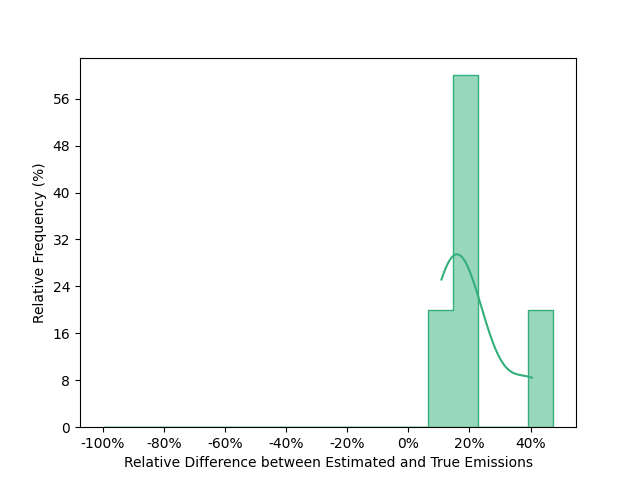 Relative Frequency (%)
56
48
40
32
24
16
8
0
-100% -80% -60% -40% -20% 0% 20% 40%
Relative Difference between Estimated and True Emissions